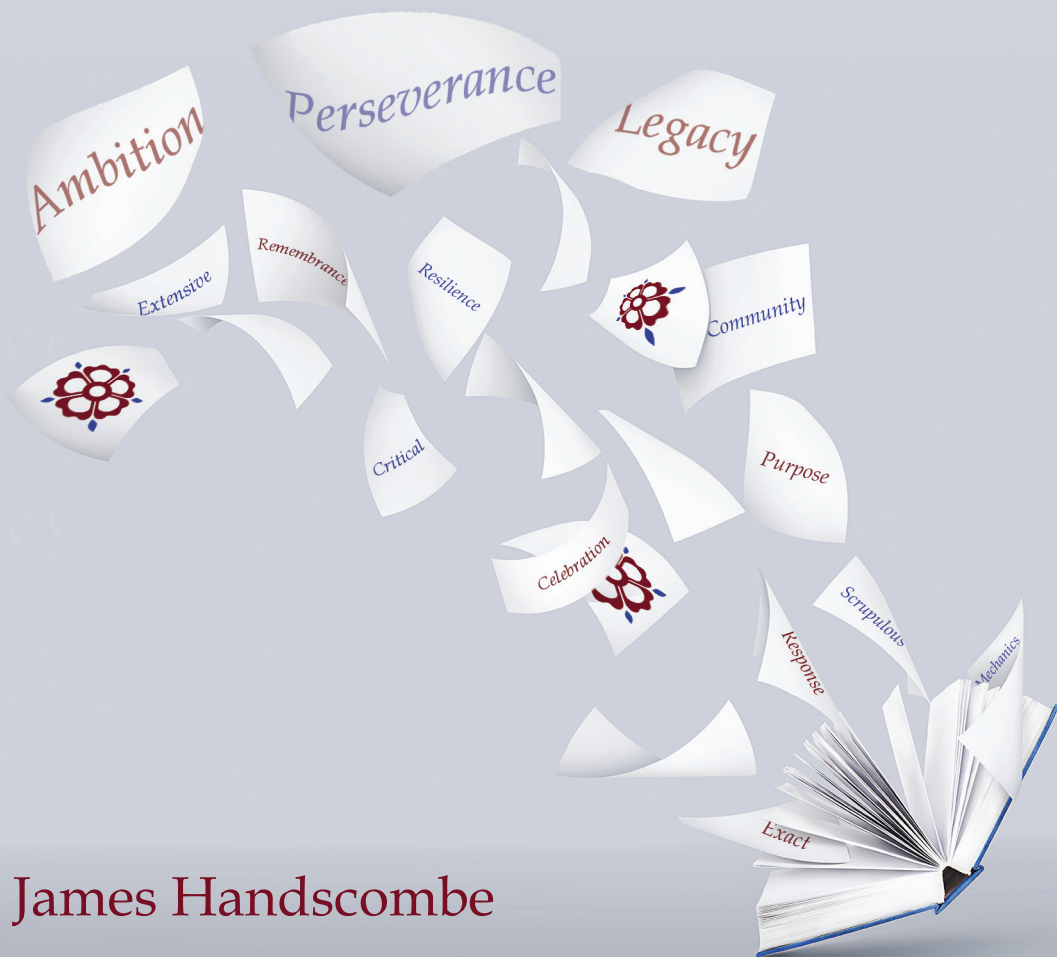 Perseverance
Ambition
Legacy
Remembrance
Extensive
Resilience
Community
Critical
Purpose
Celebration
Scrupulous
Response
Mechanics
Exact
James Handscombe